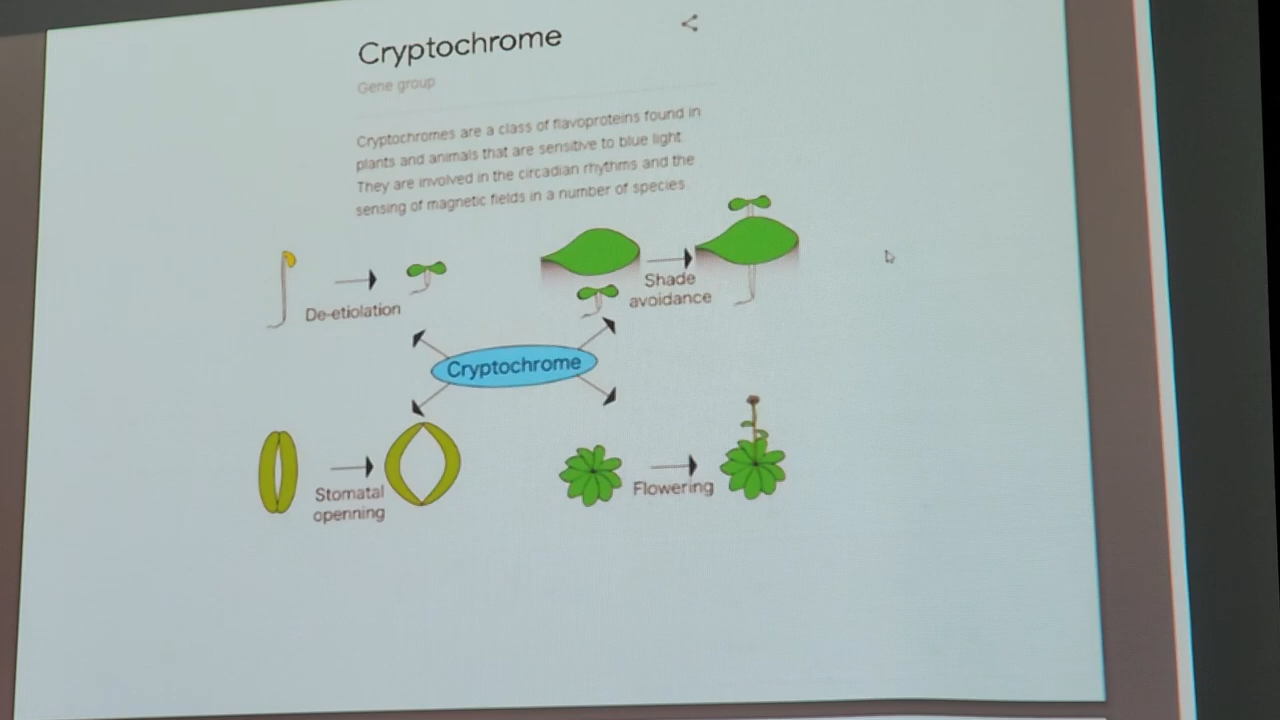 Cryptochrome
Gene group
Cryptochromes are a class of flavoproteins found in
plants and animals that are sensitive to blue light.
They are involved in the circadian rhythms and the
sensing of magnetic fields in a number of species.
De-etiolation
Shade
avoidance
Cryptochrome
Stomatal
openning
Flowering